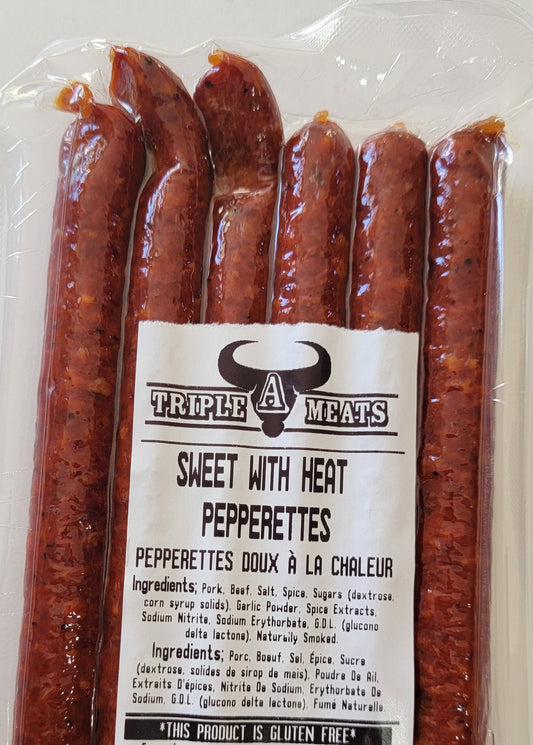 TRIPLE A MEATS
SWEET WITH HEAT
PEPPERETTES
PEPPERETTES DOUX À LA CHALEUR
Ingredients; Pork, Beef, Salt, Spice, Sugars (dextrose,
corn syrup solids), Garlic Powder, Spice Extracts,
Sodium Nitrite, Sodium Erythorbate, G.D.L. (glucono
delta lactone). Naturally Smoked.
Ingredients; Porc, Boeuf, Sel, Épice, Sucre
(dextrose, solides de sirop de mais), Poudre De Ail,
Extraits D'épices, Nitrite De Sodium, Erythorbate De
Sodium, G.D.L. (glucono delta lactone), Fumé Naturelle.
*THIS PRODUCT IS GLUTEN FREE*